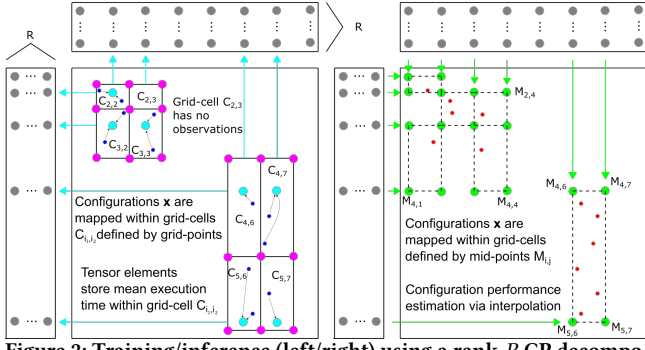 R
R
C2,2
C2,3
Grid-cell C2,3
has no
observations
C3,2
C3,3
C4,7
C4,6
Configurations x are
mapped within grid-cells
Ci1,i2 defined by grid-points
Tensor elements
store mean execution
time within grid-cell Ci1,i2
C5,6
C5,7
M2,4
M4,1
M4,4
M4,6
M4,7
Configurations x are
mapped within grid-cells
defined by mid-points Mi,j
Configuration performance
estimation via interpolation
M5,6
M5,7
Figure 2: Training/inference (left/right) using a rank-R CP decompo-